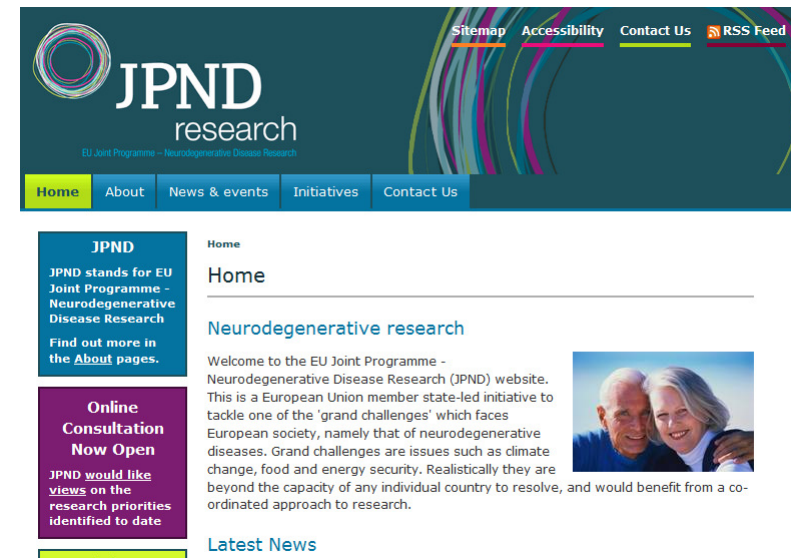 Sitemap Accessibility Contact Us RSS Feed
JPND
research
EU Joint Programme – Neurodegenerative Disease Research
Home About News & events Initiatives Contact Us
JPND
JPND stands for EU
Joint Programme -
Neurodegenerative
Disease Research
Find out more in
the About pages.
Online
Consultation
Now Open
JPND would like
views on the
research priorities
identified to date
Home
Home
Neurodegenerative research
Welcome to the EU Joint Programme -
Neurodegenerative Disease Research (JPND) website.
This is a European Union member state-led initiative to
tackle one of the 'grand challenges' which faces
European society, namely that of neurodegenerative
diseases. Grand challenges are issues such as climate
change, food and energy security. Realistically they are
beyond the capacity of any individual country to resolve, and would benefit from a co-
ordinated approach to research.
Latest News